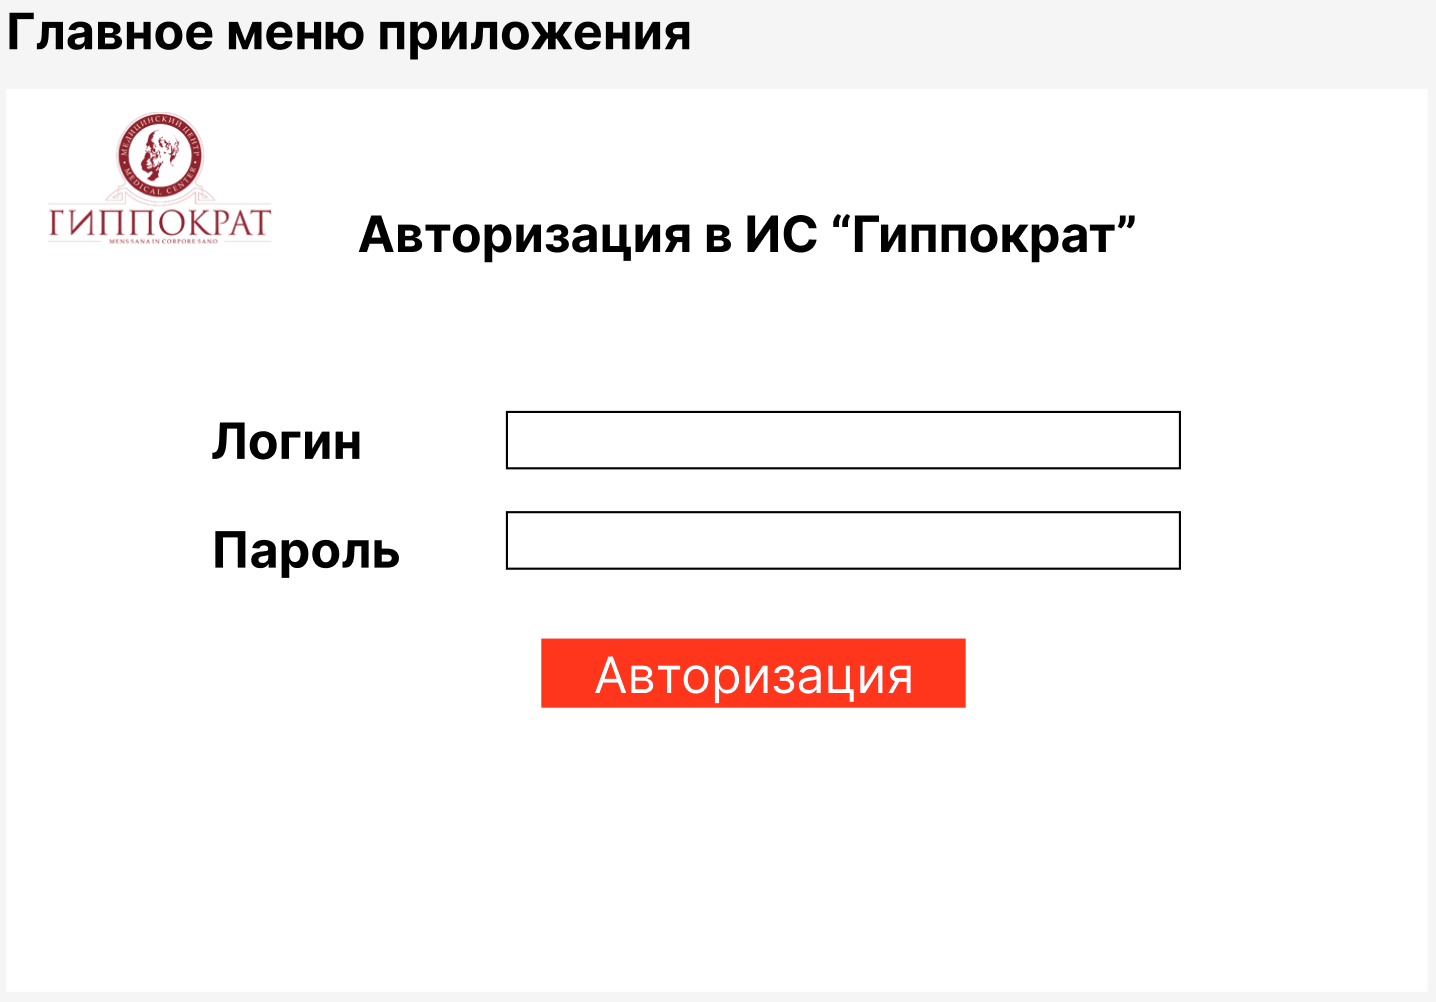 Главное меню приложения
МЕДИЦИНСКИЙ ЦЕНТР
MEDICAL CENTER
ГИППОКРАТ
MENS SANA IN CORPORE SANO
Авторизация в ИС “Гиппократ”
Логин
Пароль
Авторизация